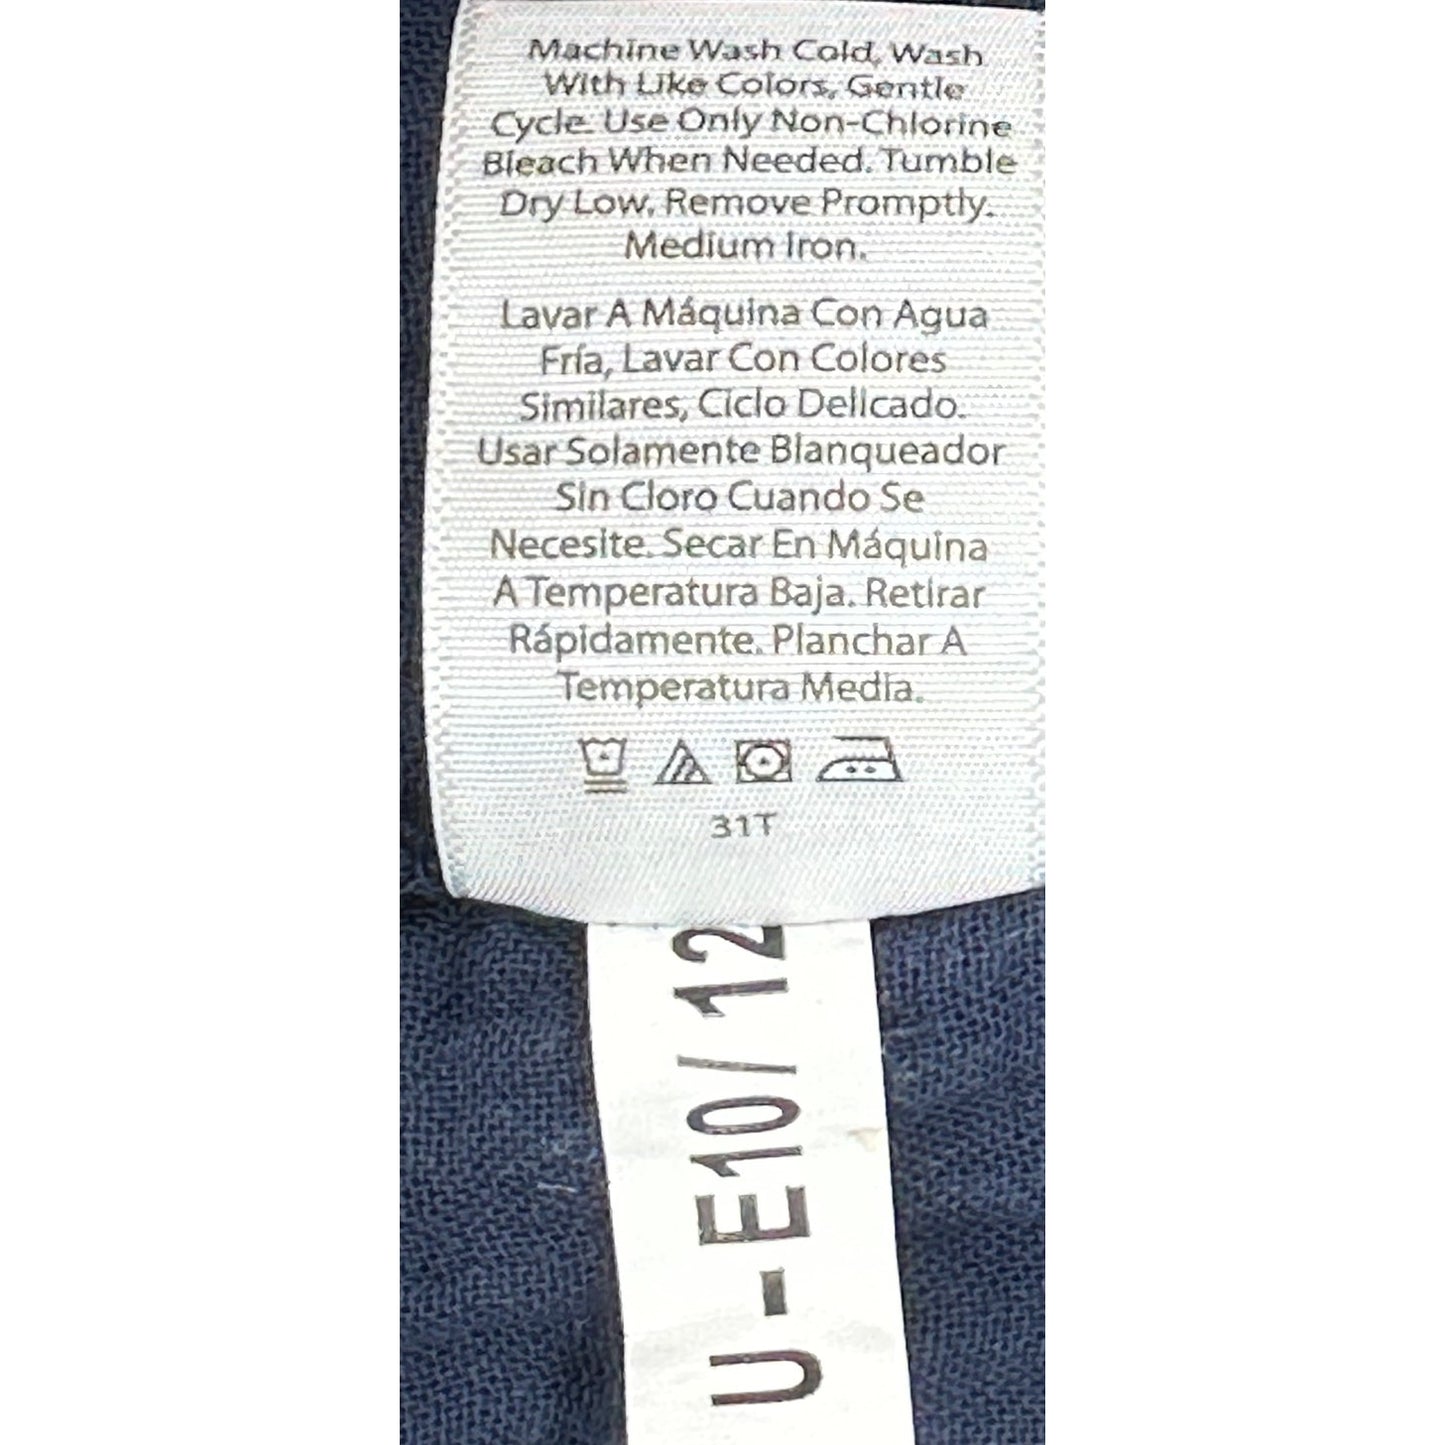 Machine Wash Cold, Wash
With Like Colors, Gentle
Cycle. Use Only Non-Chlorine
Bleach When Needed. Tumble
Dry Low. Remove Promptly.
Medium Iron.
Lavar A Máquina Con Agua
Fría, Lavar Con Colores
Similares, Ciclo Delicado.
Usar Solamente Blanqueador
Sin Cloro Cuando Se
Necesite. Secar En Máquina
A Temperatura Baja. Retirar
Rápidamente. Planchar A
Temperatura Media.
31T
U - E10/ 12